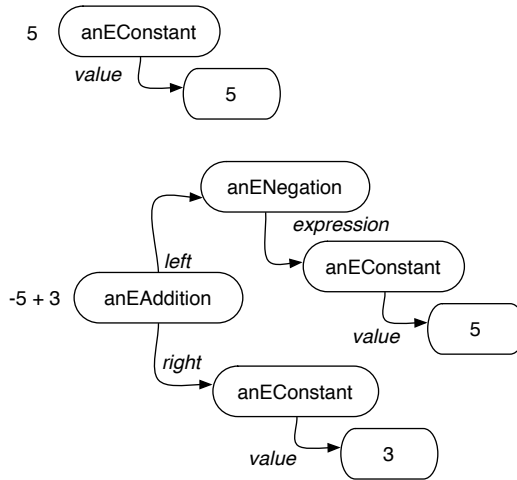 5 anEConstant
value
5
anENegation
expression
left
anEConstant
-5 + 3 anEAddition
value
5
right
anEConstant
value
3